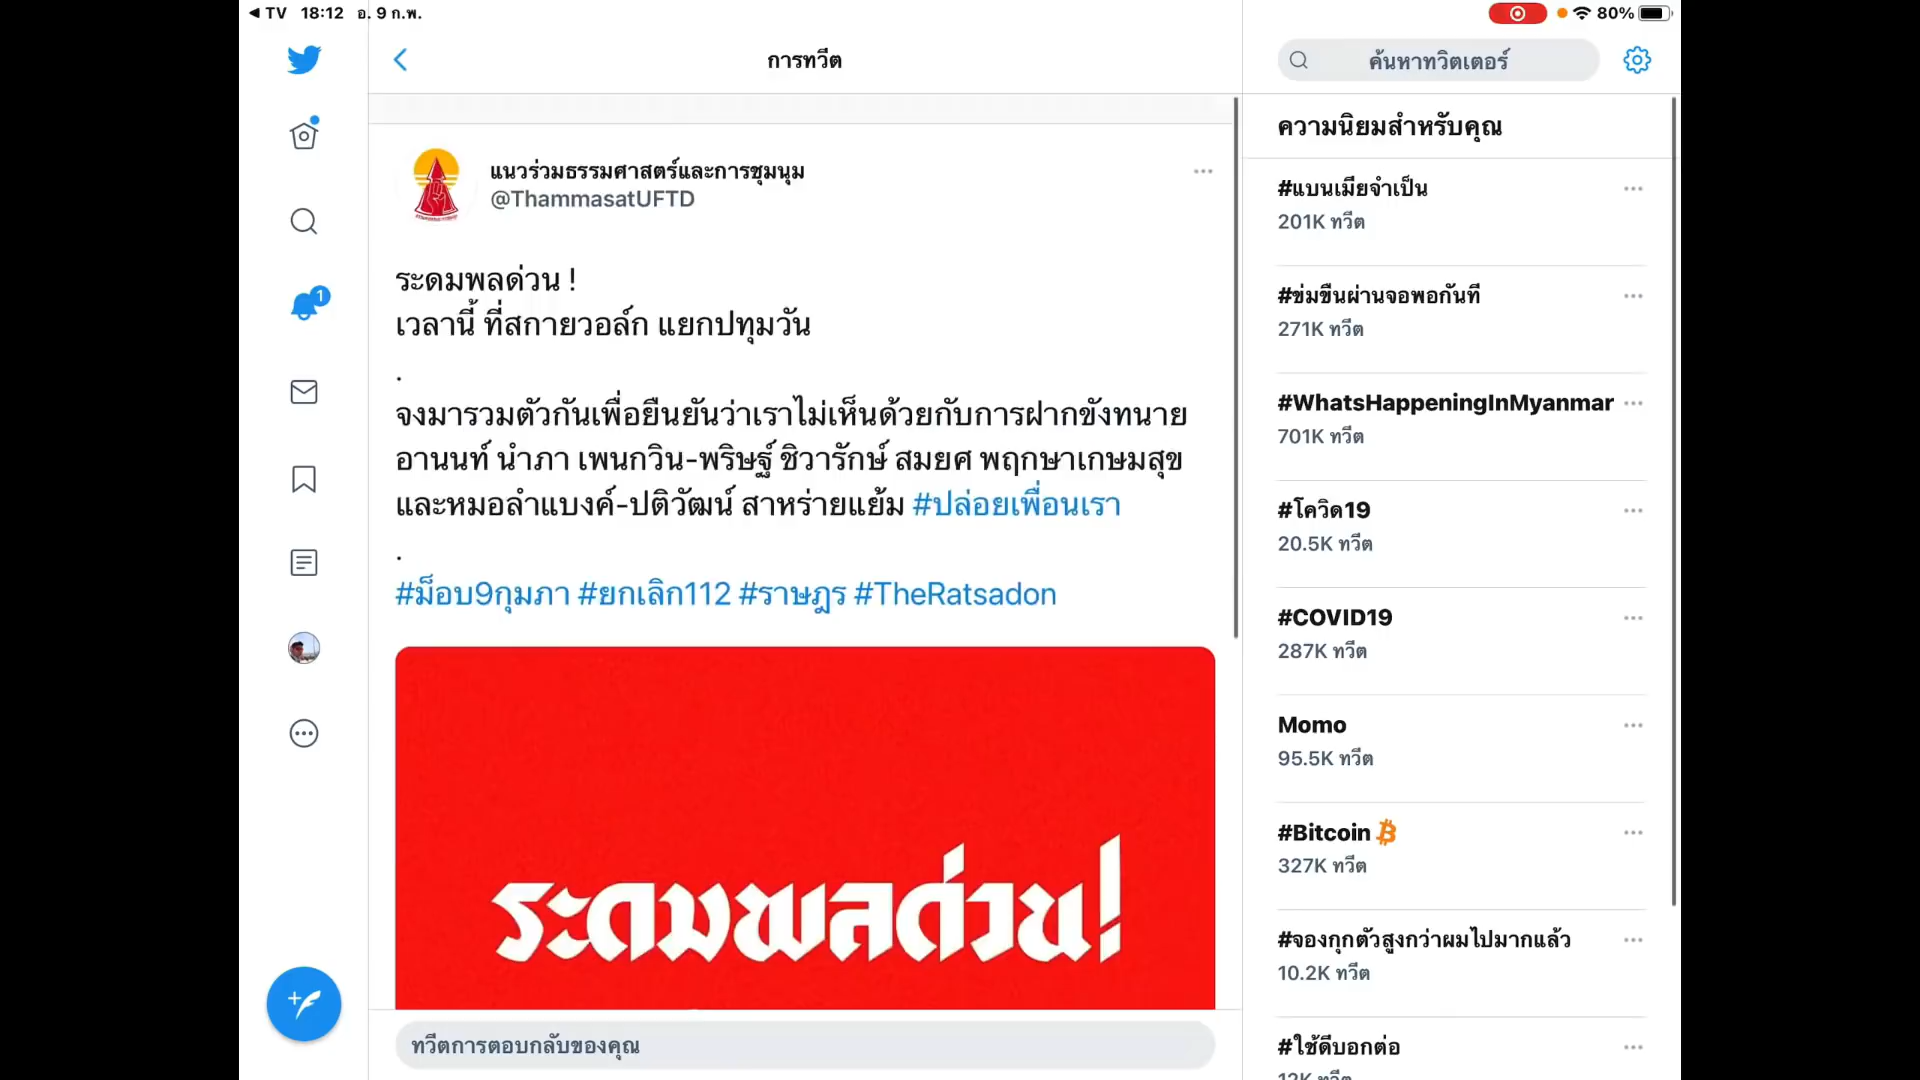 TV 18:12 อ. 9 ก.พ.
80%
การทวีต
ค้นหาทวิตเตอร์
1
แนวร่วมธรรมศาสตร์และการชุมนุม
@ThammasatUFTD
ระดมพลด่วน !
เวลานี้ ที่สกายวอล์ก แยกปทุมวัน
.
จงมารวมตัวกันเพื่อยืนยันว่าเราไม่เห็นด้วยกับการฝากขังทนาย
อานนท์ นำภา เพนกวิน-พริษฐ์ ชิวารักษ์ สมยศ พฤกษาเกษมสุข
และหมอลำแบงค์-ปติวัฒน์ สาหร่ายแย้ม #ปล่อยเพื่อนเรา
.
#ม็อบ9กุมภา #ยกเลิก112 #ราษฎร #TheRatsadon
ระดมพลด่วน!
ทวีตการตอบกลับของคุณ
ความนิยมสำหรับคุณ
#แบนเมียจำเป็น
201K ทวีต
#ข่มขืนผ่านจอพอกันที
271K ทวีต
#WhatsHappeningInMyanmar
701K ทวีต
#โควิด19
20.5K ทวีต
#COVID19
287K ทวีต
Momo
95.5K ทวีต
#Bitcoin
327K ทวีต
#จองกุกตัวสูงกว่าผมไปมากแล้ว
10.2K ทวีต
#ใช้ดีบอกต่อ
12K ทวีต